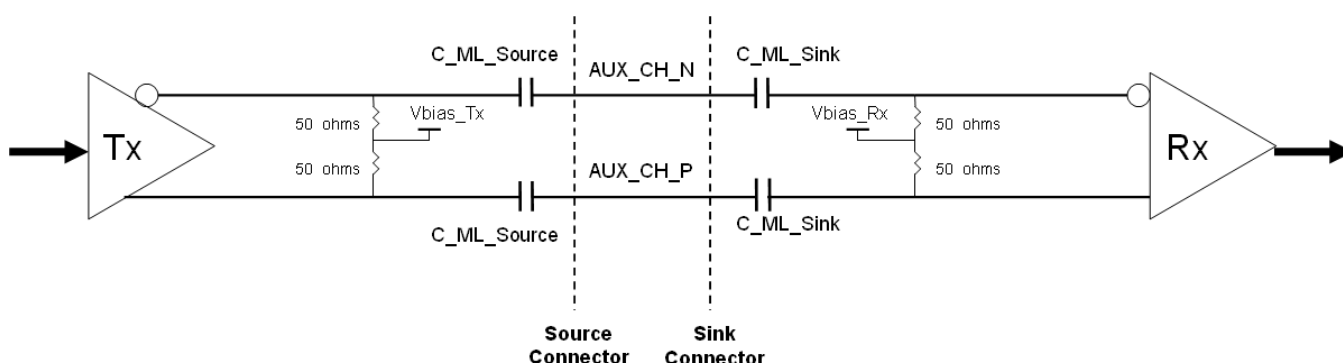 C_ML_Source
AUX_CH_N
C_ML_Sink
Vbias_Tx
Vbias_Rx
50 ohms
50 ohms
Tx
Rx
50 ohms
50 ohms
AUX_CH_P
C_ML_Source
C_ML_Sink
Source
Connector
Sink
Connector